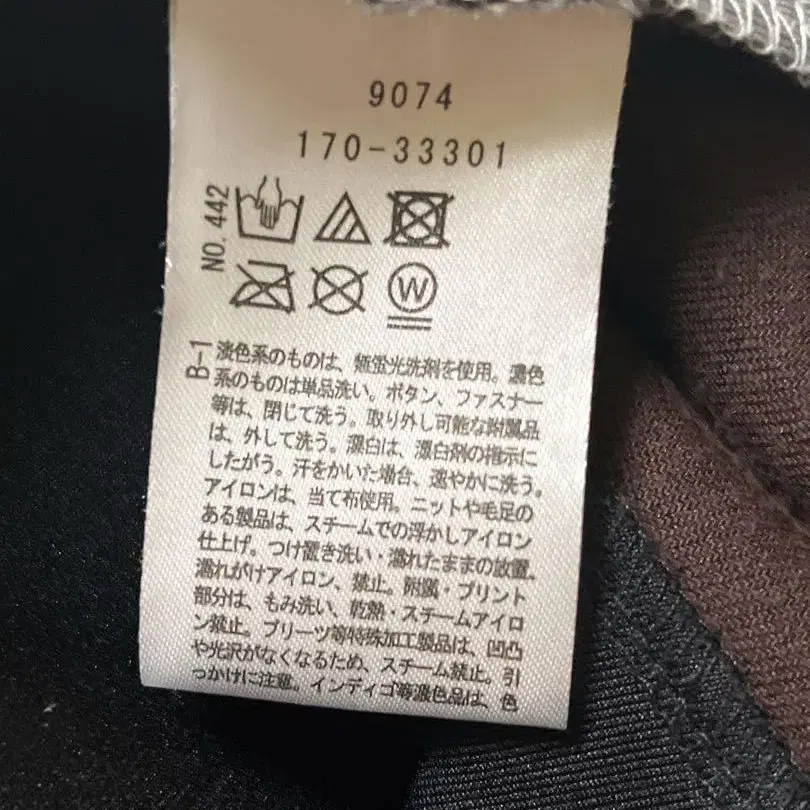 9074
170-33301
NO. 442
W
B-1
淡色系のものは、無蛍光洗剤を使用。濃色
系のものは単品洗い。ボタン、ファスナー
等は、閉じて洗う。取り外し可能な附属品
は、外して洗う。漂白は、漂白剤の指示に
したがう。汗をかいた場合、速やかに洗う。
アイロンは、当て布使用。ニットや毛足の
ある製品は、スチームでの浮かしアイロン
仕上げ。つけ置き洗い・濡れたままの放置、
濡れがけアイロン、禁止。附属・プリント
部分は、もみ洗い、乾熱・スチームアイロ
ン禁止。プリーツ等特殊加工製品は、凹凸
や光沢がなくなるため、スチーム禁止。引
っかけに注意。インディゴ等濃色品は、色